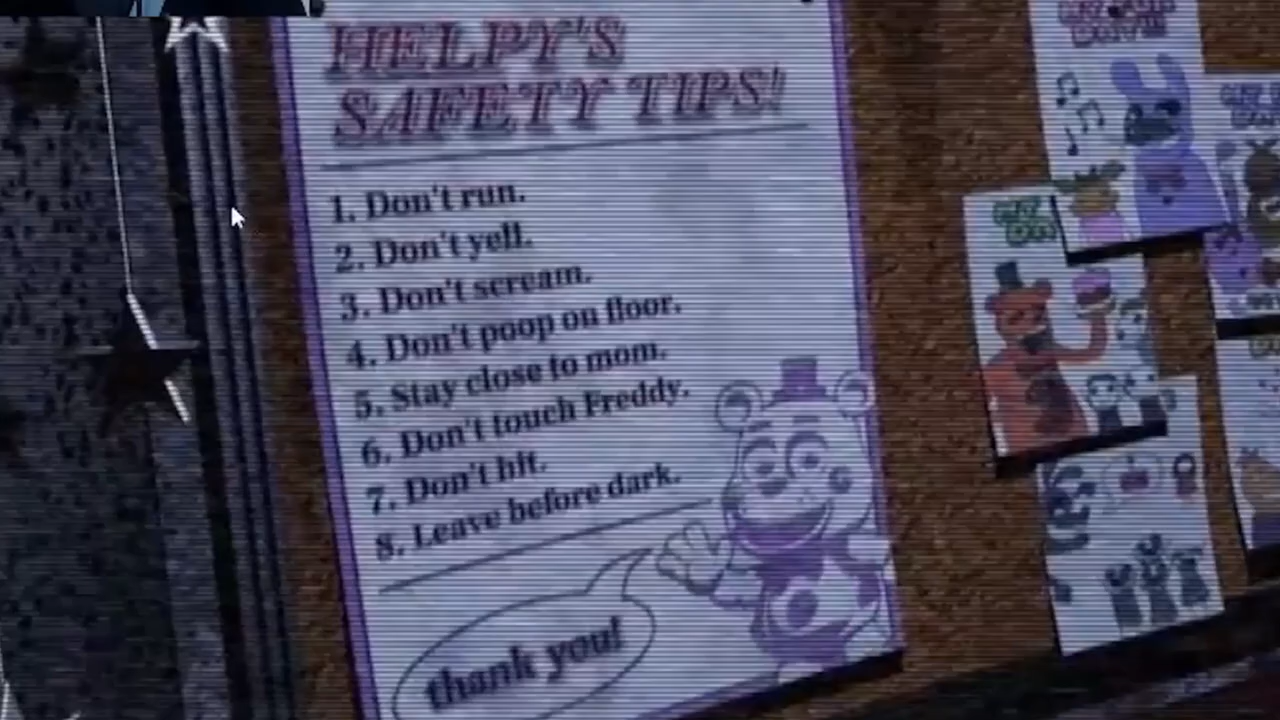 HELPY'S
SAFETY TIPS!
1. Don't run.
2. Don't yell.
3. Don't scream.
4. Don't poop on floor.
5. Stay close to mom.
6. Don't touch Freddy.
7. Don't hit.
8. Leave before dark.
thank you!